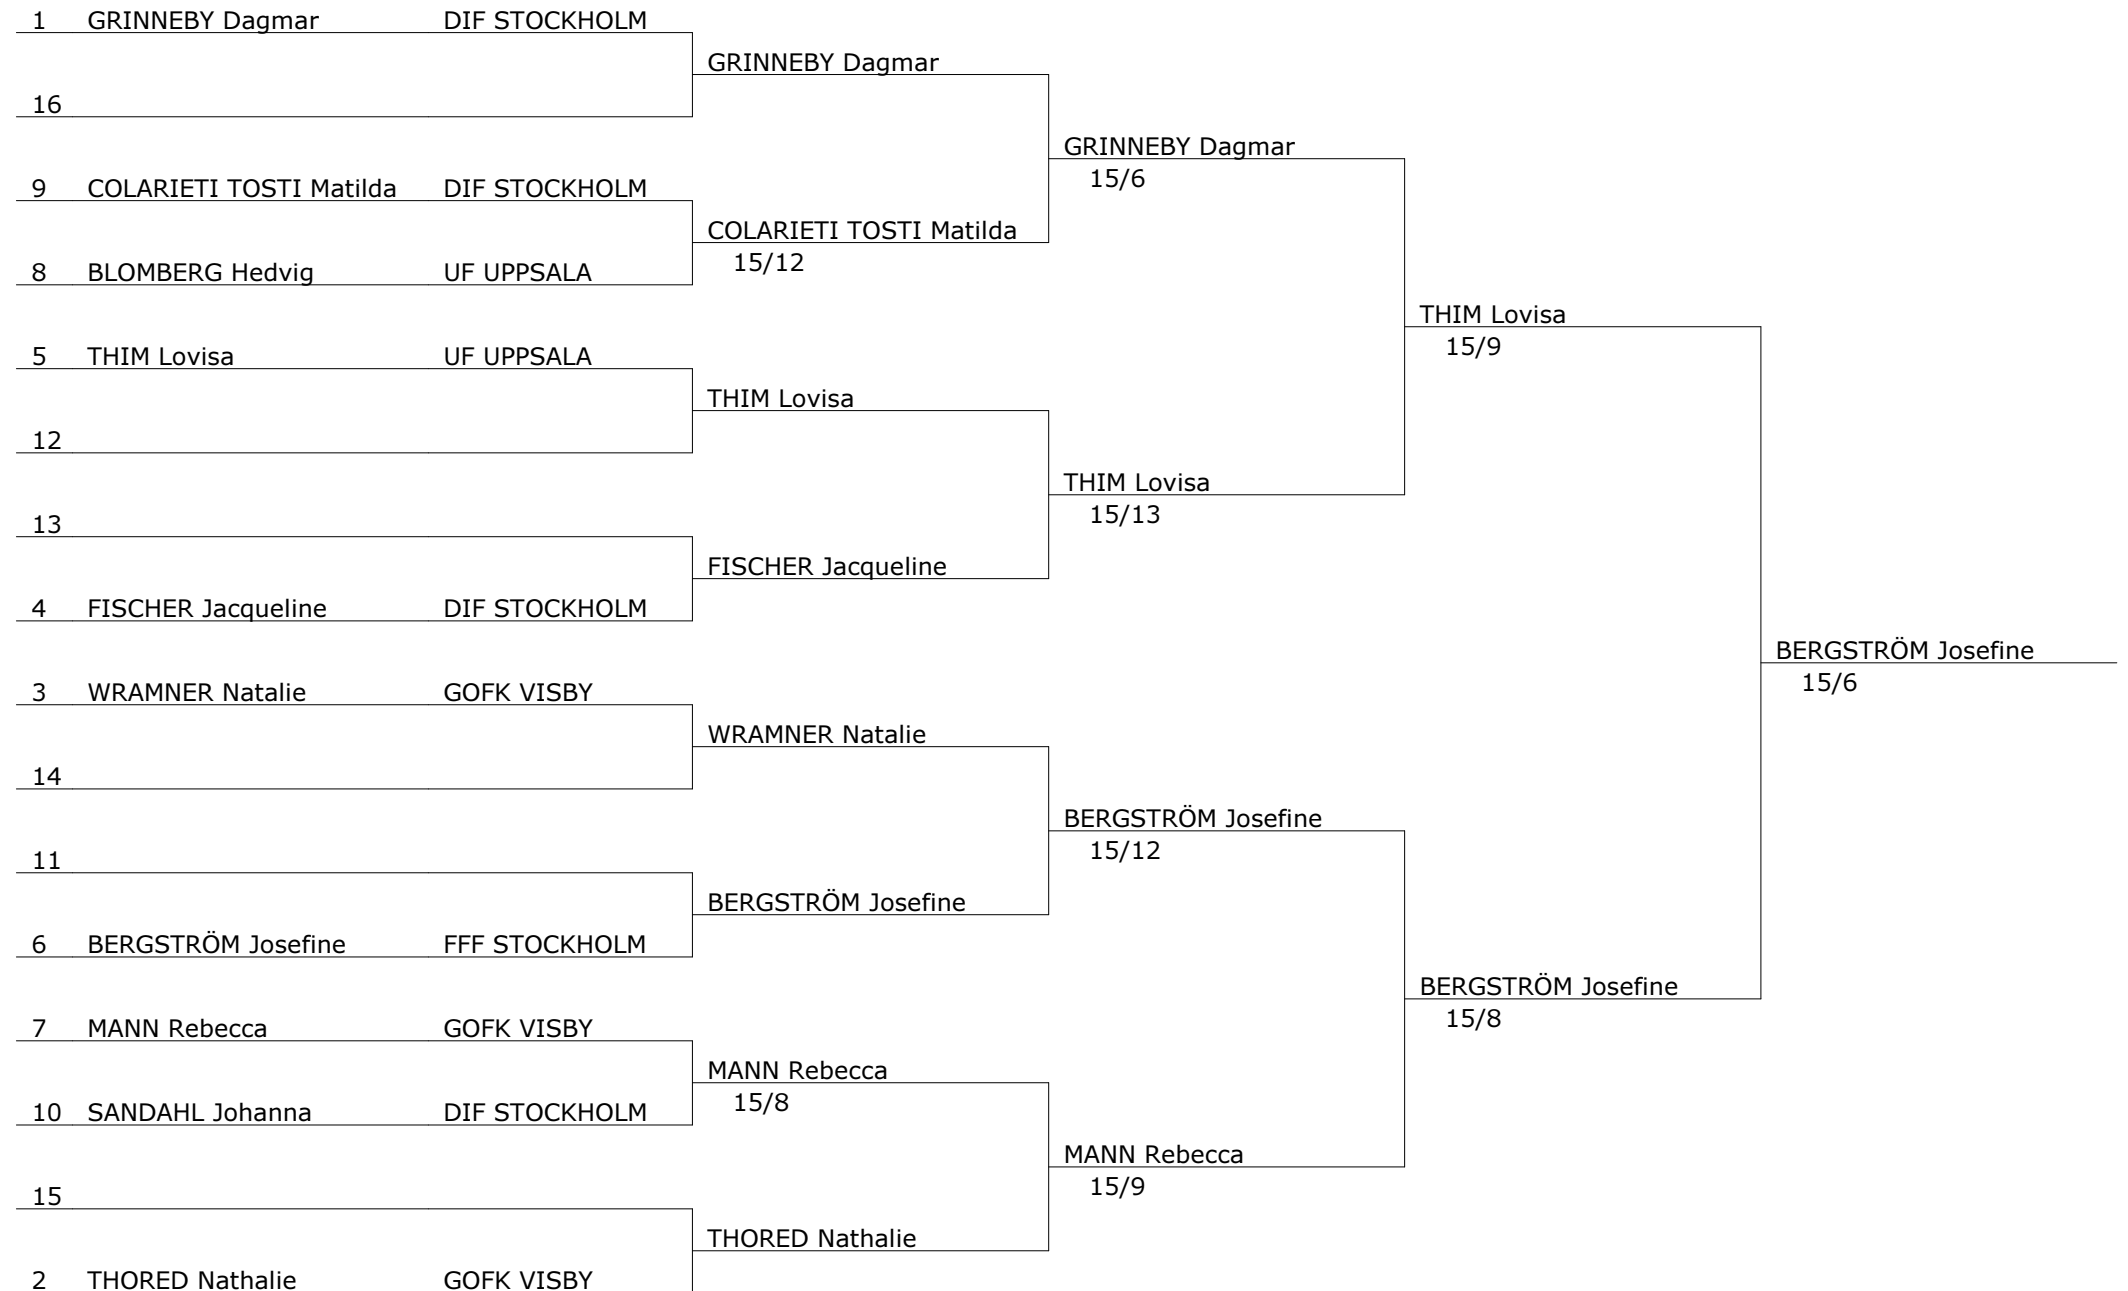 1 GRINNEBY Dagmar DIF STOCKHOLM
GRINNEBY Dagmar
16
GRINNEBY Dagmar
15/6
9 COLARIETI TOSTI Matilda DIF STOCKHOLM
COLARIETI TOSTI Matilda
15/12
8 BLOMBERG Hedvig UF UPPSALA
THIM Lovisa
15/9
5 THIM Lovisa UF UPPSALA
THIM Lovisa
12
THIM Lovisa
15/13
13
FISCHER Jacqueline
4 FISCHER Jacqueline DIF STOCKHOLM
BERGSTRÖM Josefine
15/6
3 WRAMNER Natalie GOFK VISBY
WRAMNER Natalie
14
BERGSTRÖM Josefine
15/12
11
BERGSTRÖM Josefine
6 BERGSTRÖM Josefine FFF STOCKHOLM
BERGSTRÖM Josefine
15/8
7 MANN Rebecca GOFK VISBY
MANN Rebecca
15/8
10 SANDAHL Johanna DIF STOCKHOLM
MANN Rebecca
15/9
15
THORED Nathalie
2 THORED Nathalie GOFK VISBY